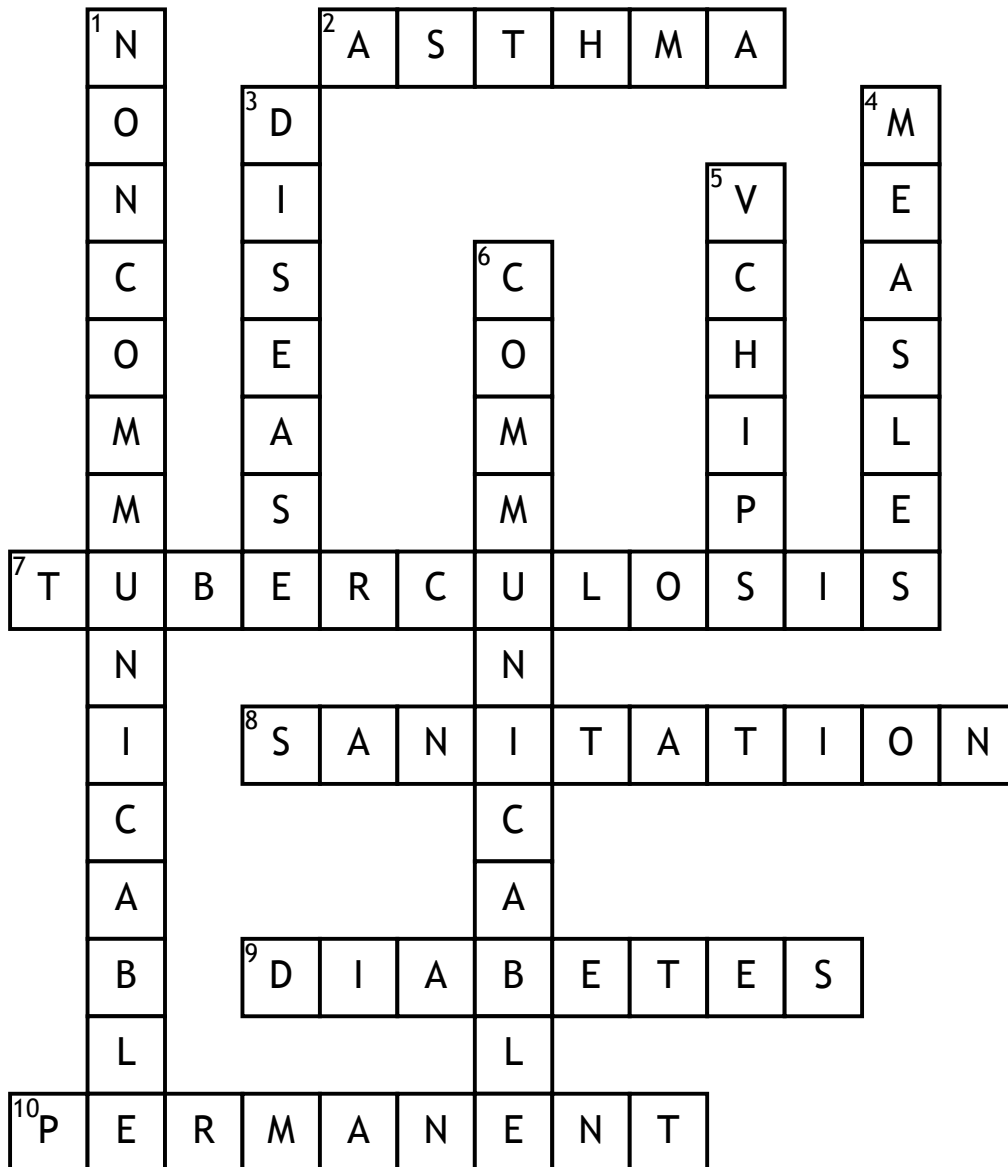 1 N 2 A S T H M A
O 3 D 4 M
N I 5 V E
C S 6 C C A
O E O H S
M A M I L
M S M P E
7 T U B E R C U L O S I S
N N
I 8 S A N I T A T I O N
C C
A A
B 9 D I A B E T E S
L L
10 P E R M A N E N T